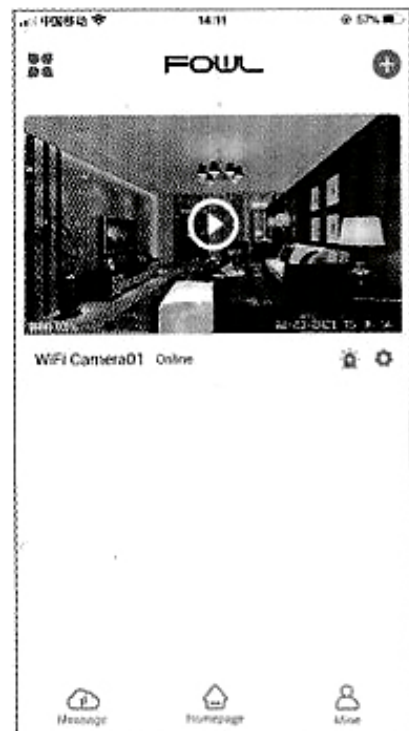 中国移动 14:11 57%
FOWL
WiFi Camera01 Online
Message Homepage Mine